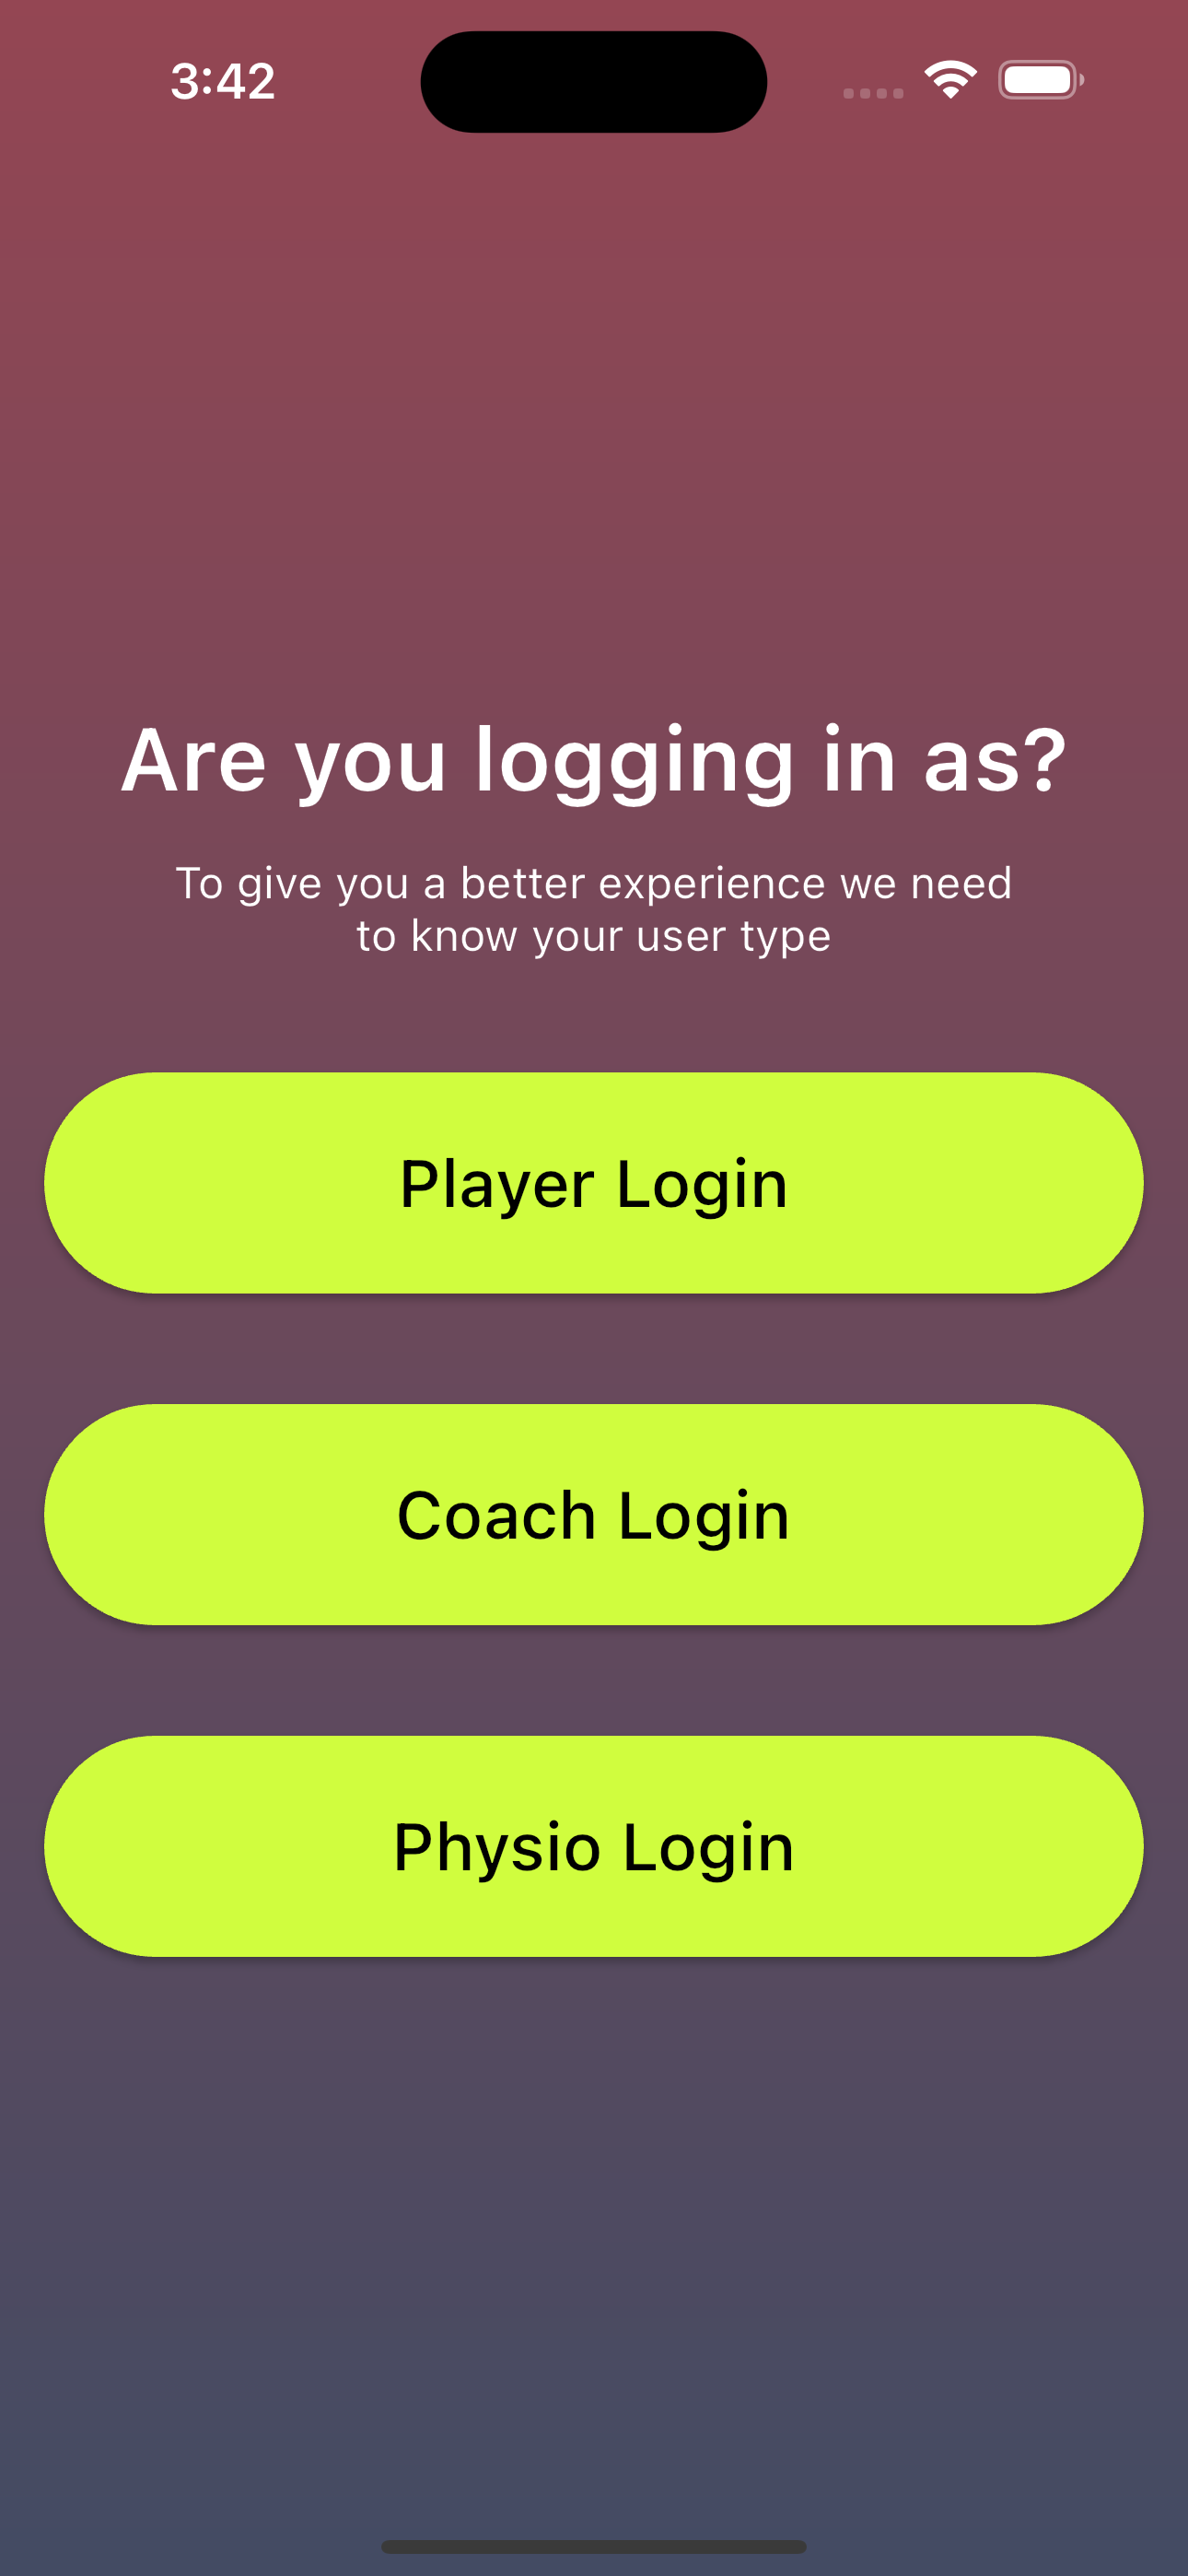 3:42
Are you logging in as?
To give you a better experience we need
to know your user type
Player Login
Coach Login
Physio Login